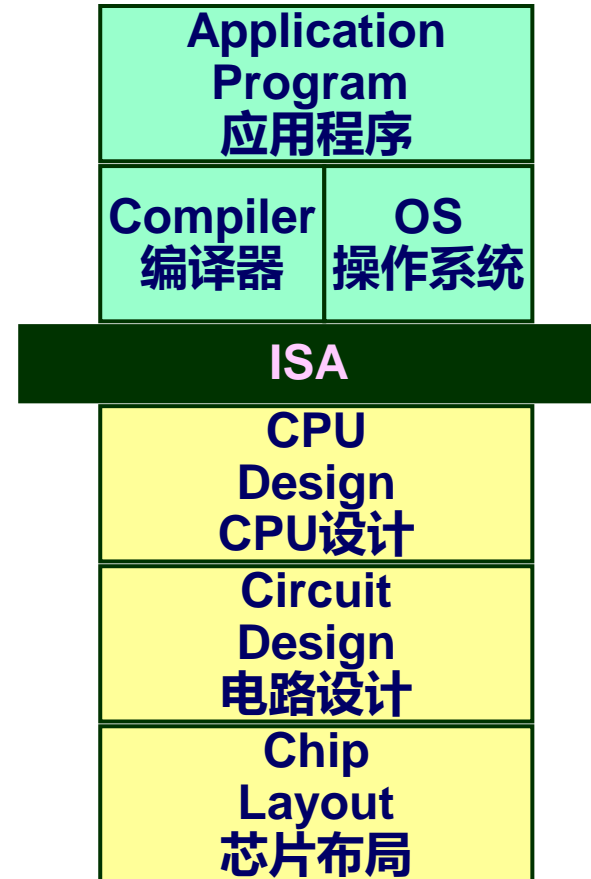 Application
Program
应用程序
Compiler
编译器
OS
操作系统
ISA
CPU
Design
CPU设计
Circuit
Design
电路设计
Chip
Layout
芯片布局